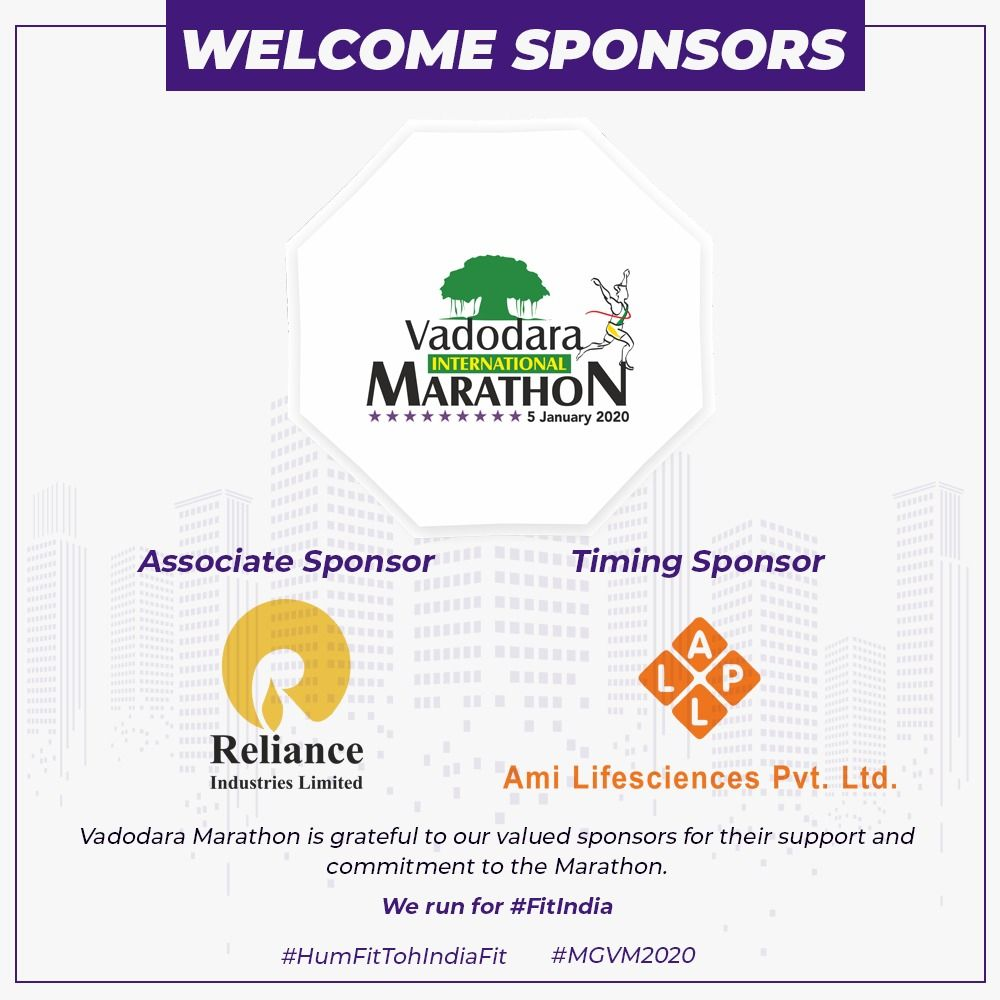 WELCOME SPONSORS
Vadodara
INTERNATIONAL
MARATHON
★★★★★★★★★ 5 January 2020
Associate Sponsor
Timing Sponsor
Reliance
Industries Limited
A
L P
L
Ami Lifesciences Pvt. Ltd.
Vadodara Marathon is grateful to our valued sponsors for their support and
commitment to the Marathon.
We run for #FitIndia
#HumFitTohIndiaFit #MGVM2020